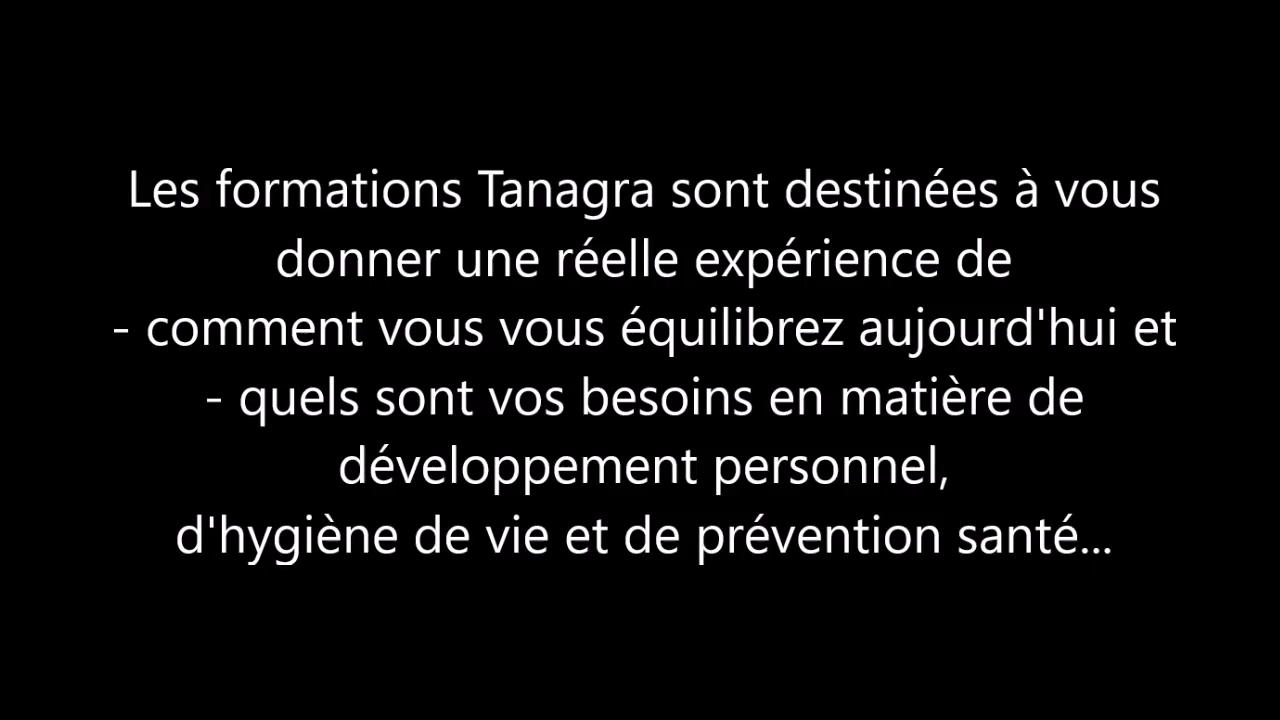 Les formations Tanagra sont destinées à vous
donner une réelle expérience de
- comment vous vous équilibrez aujourd'hui et
- quels sont vos besoins en matière de
développement personnel,
d'hygiène de vie et de prévention santé...